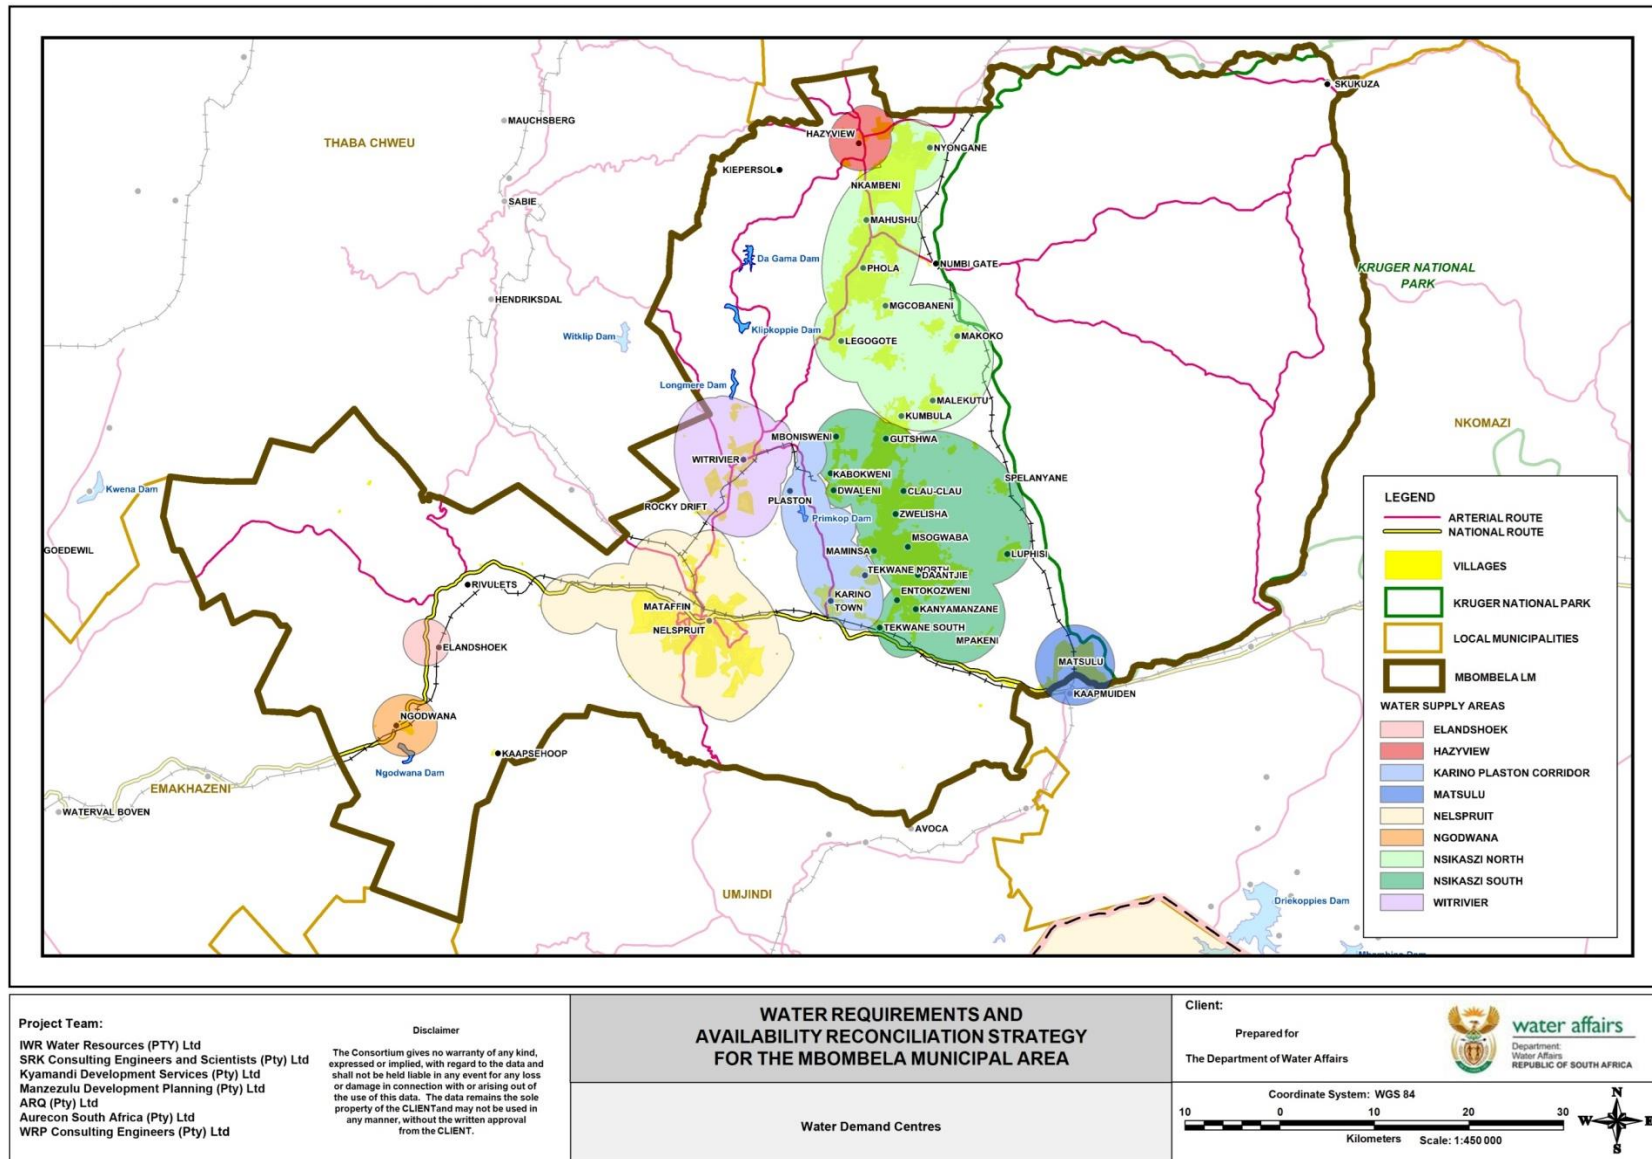 MAUCHSBERG
THABA CHWEU
SABIE
HENDRIKSDAL
Witklip Dam
HAZYVIEW
KIEPERSOL
NYONGANE
NKAMBENI
MAHUSHU
Da Gama Dam
PHOLA
NUMBI GATE
MGCOBANENI
Klipkoppie Dam
LEGOGOTE
MAKOKO
Longmere Dam
MALEKUTU
KUMBULA
SKUKUZA
KRUGER NATIONAL
PARK
NKOMAZI
MBONISWENI
GUTSHWA
WITRIVIER
KABOKWENI
SPELANYANE
DWALENI
CLAU-CLAU
PLASTON
ROCKY DRIFT
Primkop Dam
ZWELISHA
MSOGWABA
MAMINSA
LUPHISI
TEKWANE NORTH
DAANTJIE
ENTOKOZWENI
KARINO
TOWN
KANYAMANZANE
TEKWANE SOUTH
MPAKENI
MATAFFIN
NELSPRUIT
MATSULU
KAAPMUIDEN
Kwena Dam
GOEDEWIL
RIVULETS
ELANDSHOEK
NGODWANA
Ngodwana Dam
KAAPSEHOOP
EMAKHAZENI
WATERVAL BOVEN
AVOCA
UMJINDI
Driekoppies Dam
LEGEND
ARTERIAL ROUTE
NATIONAL ROUTE
VILLAGES
KRUGER NATIONAL PARK
LOCAL MUNICIPALITIES
MBOMBELA LM
WATER SUPPLY AREAS
ELANDSHOEK
HAZYVIEW
KARINO PLASTON CORRIDOR
MATSULU
NELSPRUIT
NGODWANA
NSIKASZI NORTH
NSIKASZI SOUTH
WITRIVIER
Project Team:
IWR Water Resources (PTY) Ltd
SRK Consulting Engineers and Scientists (Pty) Ltd
Kyamandi Development Services (Pty) Ltd
Manzezulu Development Planning (Pty) Ltd
ARQ (Pty) Ltd
Aurecon South Africa (Pty) Ltd
WRP Consulting Engineers (Pty) Ltd
Disclaimer
The Consortium gives no warranty of any kind,
expressed or implied, with regard to the data and
shall not be held liable in any event for any loss
or damage in connection with or arising out of
the use of this data. The data remains the sole
property of the CLIENT and may not be used in
any manner, without the written approval
from the CLIENT.
WATER REQUIREMENTS AND
AVAILABILITY RECONCILIATION STRATEGY
FOR THE MBOMBELA MUNICIPAL AREA
Water Demand Centres
Client:
Prepared for
The Department of Water Affairs
water affairs
Department:
Water Affairs
REPUBLIC OF SOUTH AFRICA
Coordinate System: WGS 84
10 0 10 20 30
Kilometers Scale: 1:450 000
N
W E
S